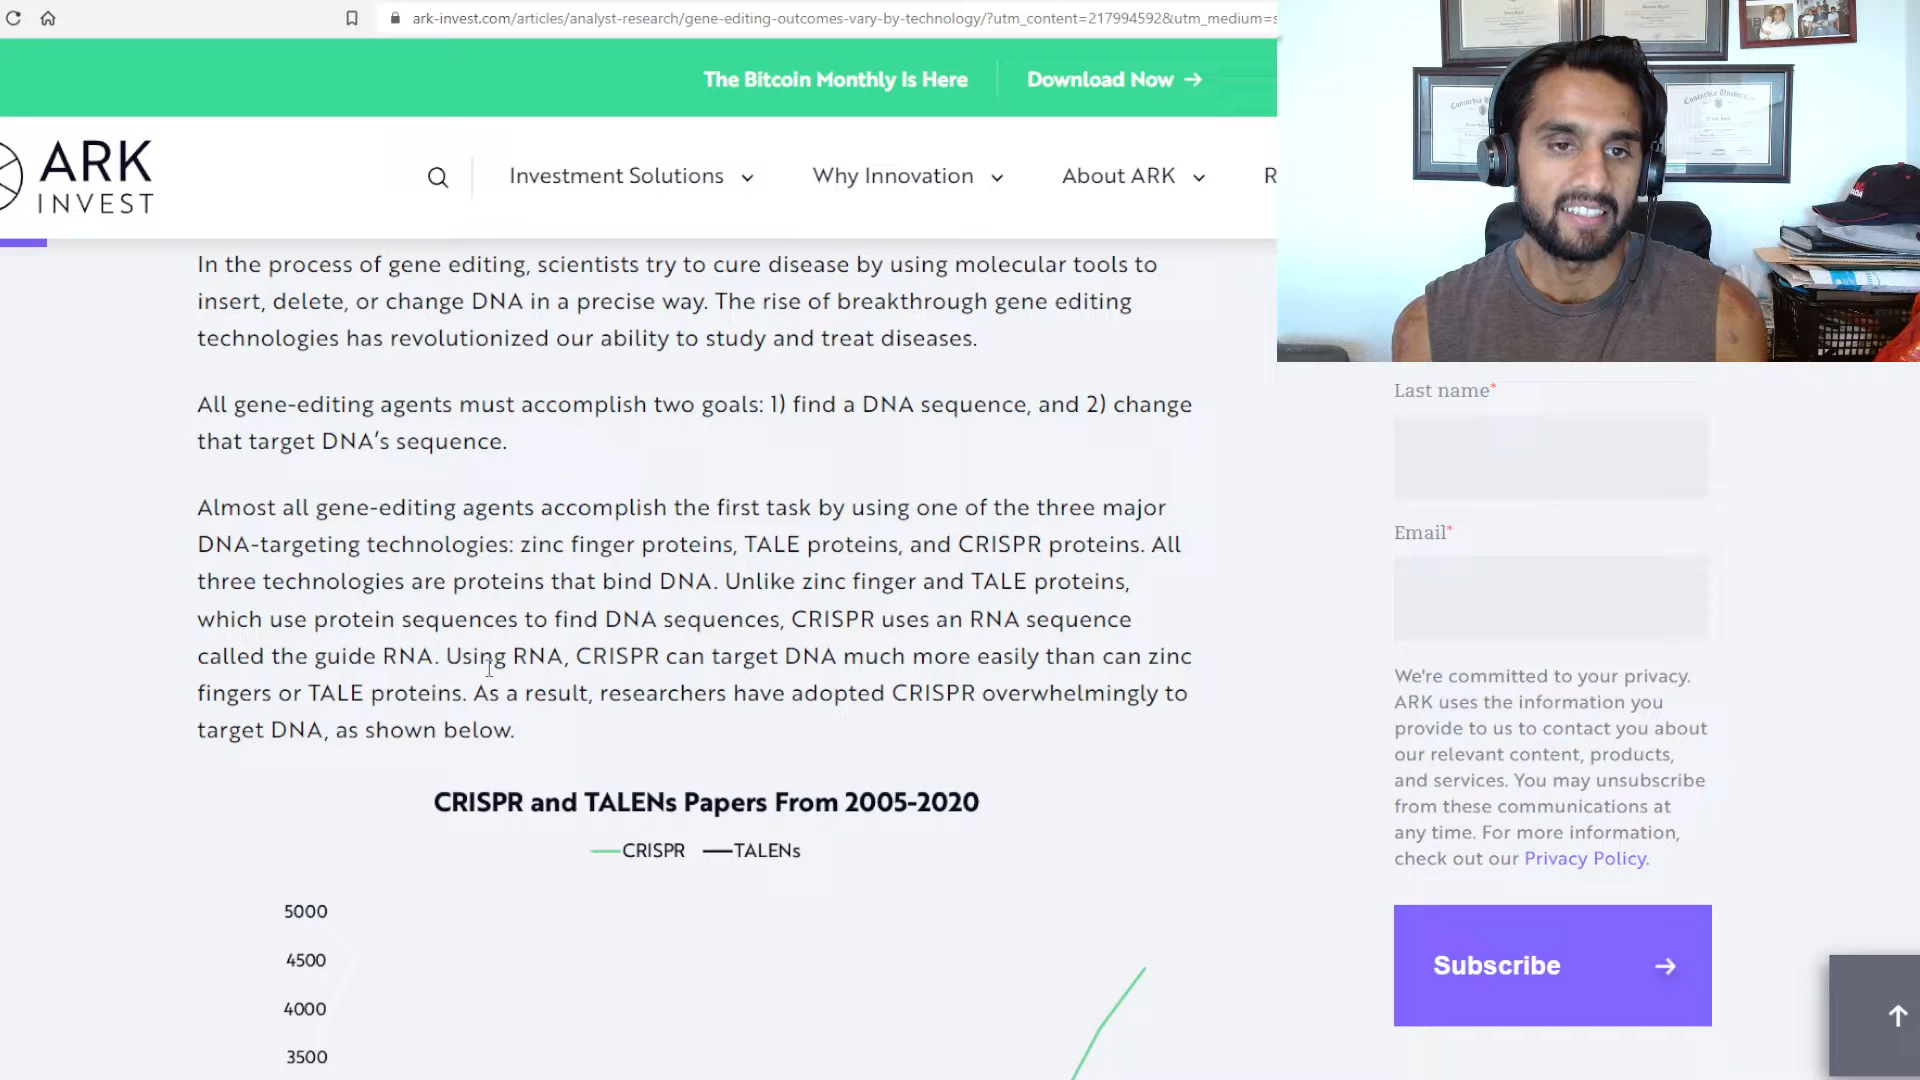 ark-invest.com/articles/analyst-research/gene-editing-outcomes-vary-by-technology/?utm_content=217994592&utm_medium=s
The Bitcoin Monthly Is Here
Download Now →
ARK
INVEST
Investment Solutions
Why Innovation
About ARK
R
In the process of gene editing, scientists try to cure disease by using molecular tools to
insert, delete, or change DNA in a precise way. The rise of breakthrough gene editing
technologies has revolutionized our ability to study and treat diseases.
All gene-editing agents must accomplish two goals: 1) find a DNA sequence, and 2) change
that target DNA’s sequence.
Almost all gene-editing agents accomplish the first task by using one of the three major
DNA-targeting technologies: zinc finger proteins, TALE proteins, and CRISPR proteins. All
three technologies are proteins that bind DNA. Unlike zinc finger and TALE proteins,
which use protein sequences to find DNA sequences, CRISPR uses an RNA sequence
called the guide RNA. Using RNA, CRISPR can target DNA much more easily than can zinc
fingers or TALE proteins. As a result, researchers have adopted CRISPR overwhelmingly to
target DNA, as shown below.
CRISPR and TALENs Papers From 2005-2020
CRISPR TALENs
5000
4500
4000
3500
Concordia University
Last name*
Email*
We're committed to your privacy.
ARK uses the information you
provide to us to contact you about
our relevant content, products,
and services. You may unsubscribe
from these communications at
any time. For more information,
check out our Privacy Policy.
Subscribe →